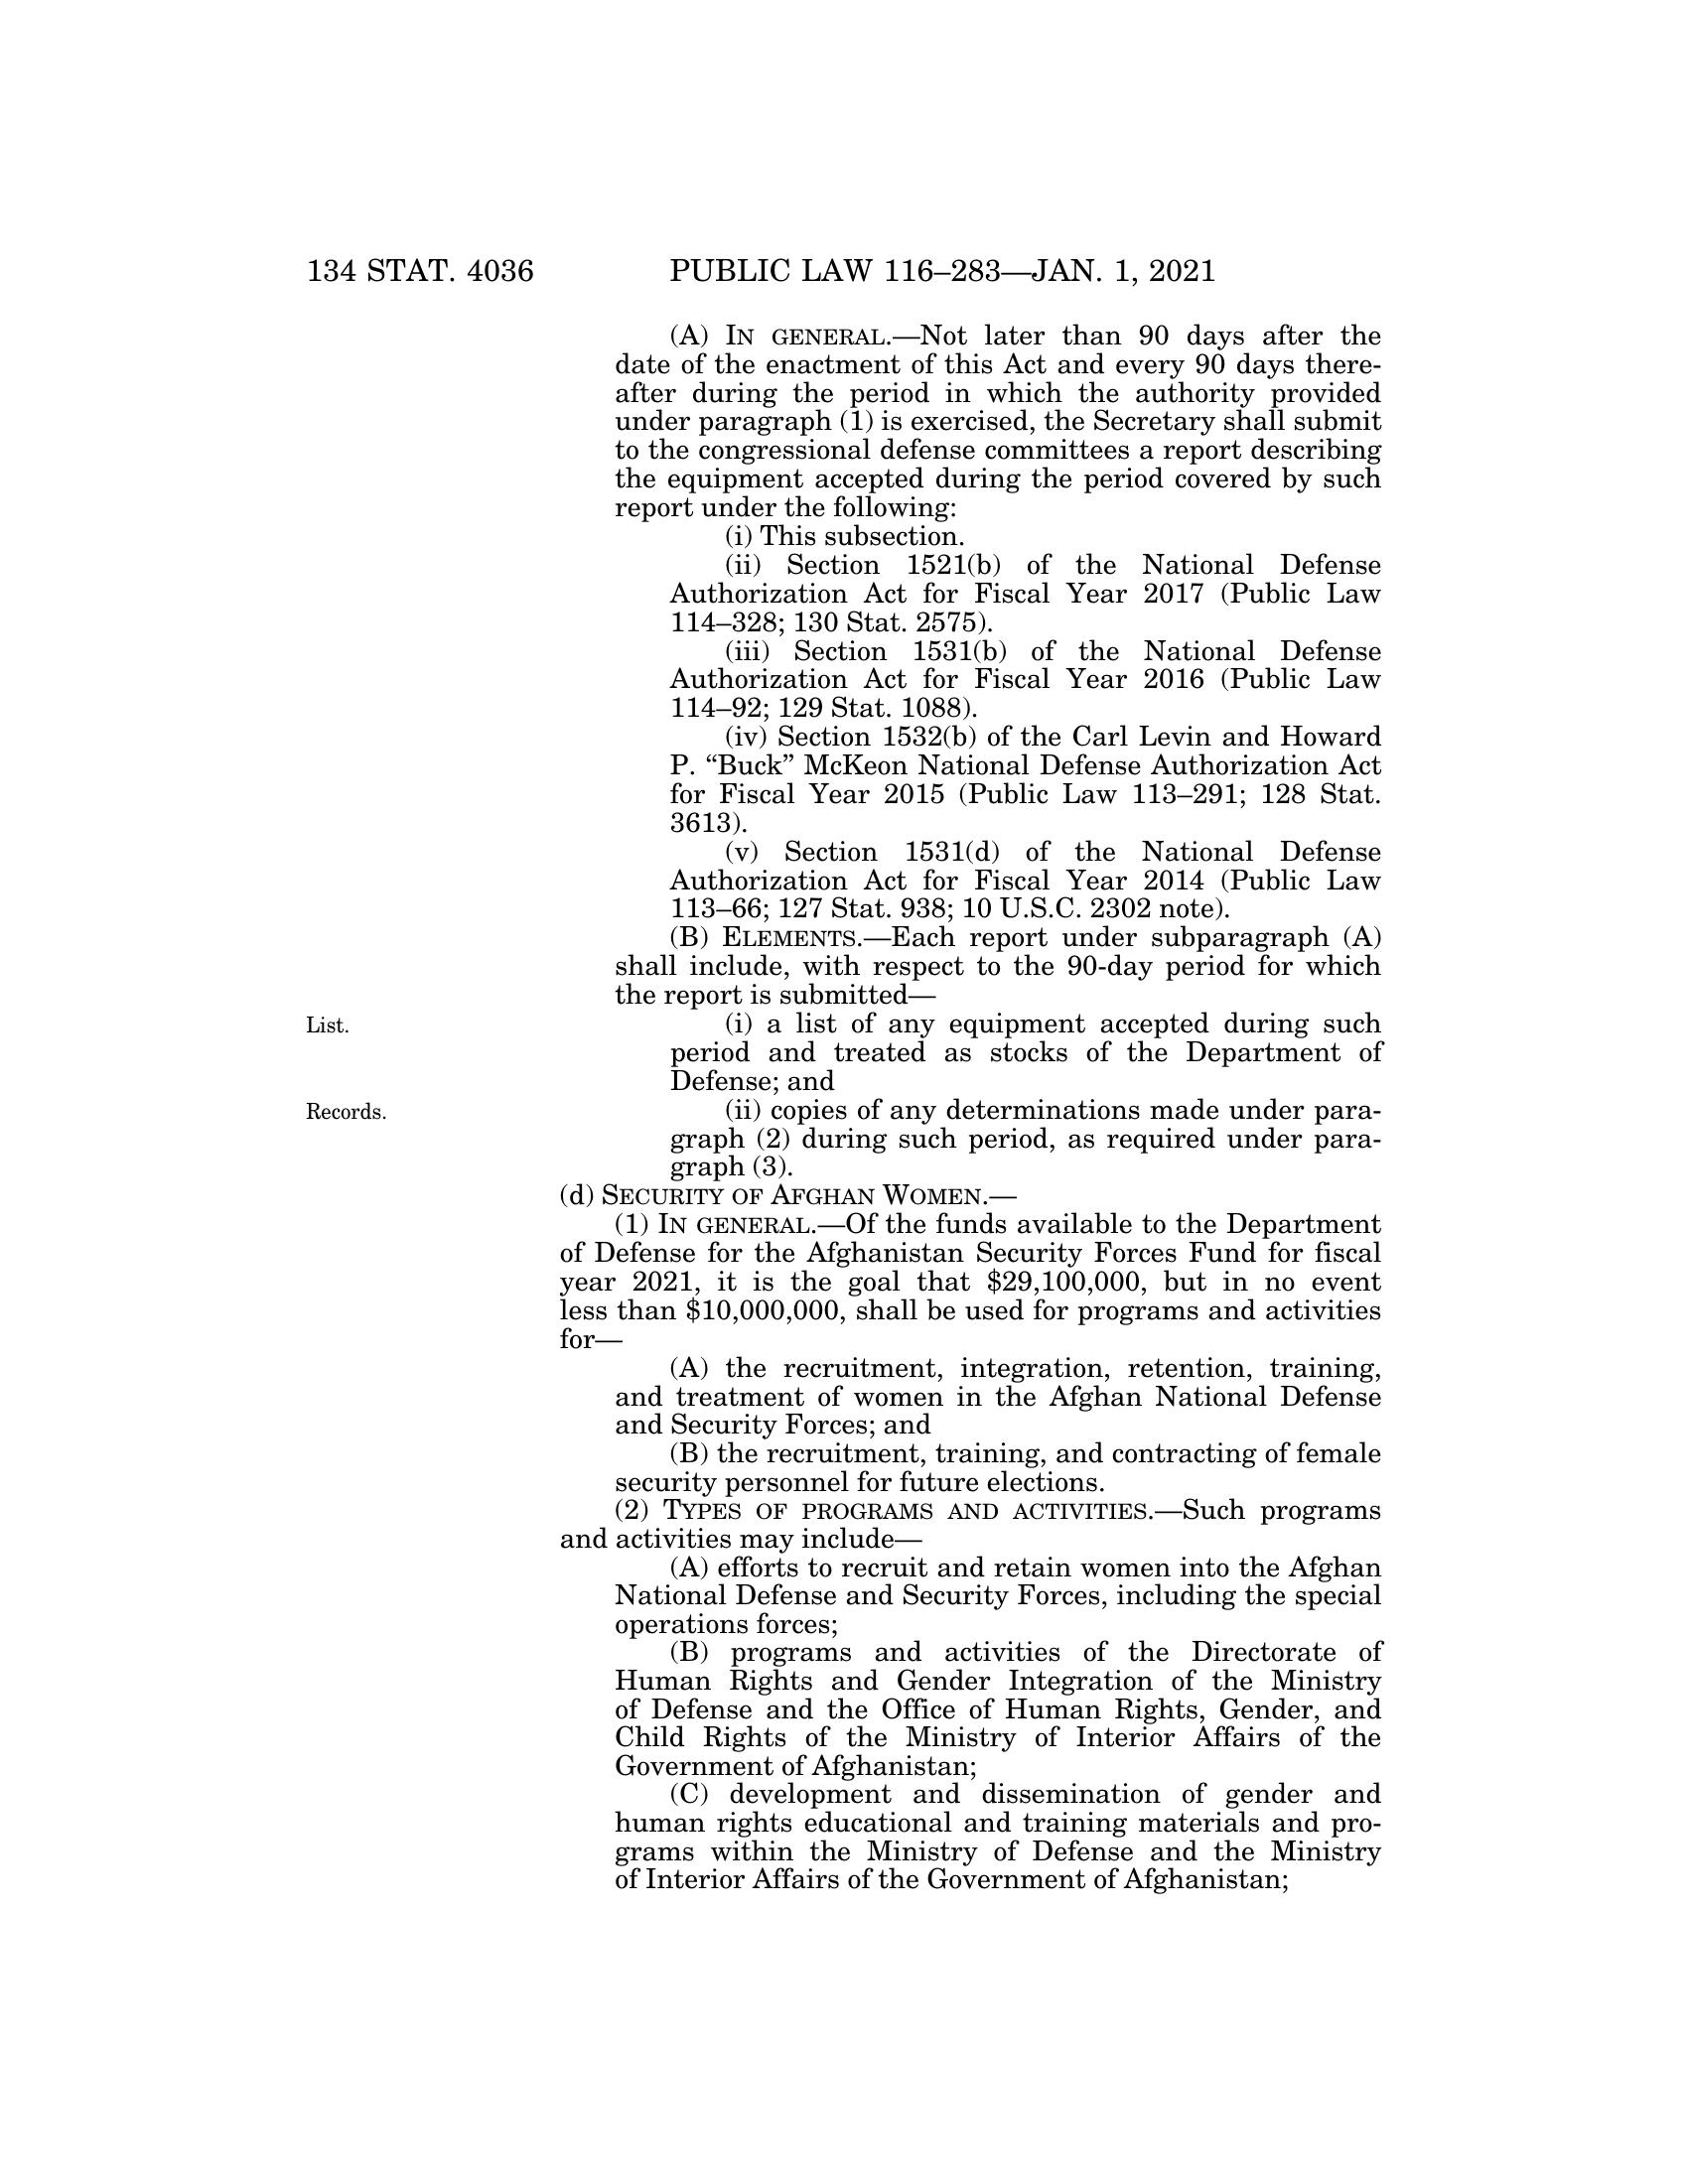 134 STAT. 4036 PUBLIC LAW 116–283—JAN. 1, 2021
(A) IN GENERAL.—Not later than 90 days after the
date of the enactment of this Act and every 90 days there-
after during the period in which the authority provided
under paragraph (1) is exercised, the Secretary shall submit
to the congressional defense committees a report describing
the equipment accepted during the period covered by such
report under the following:
(i) This subsection.
(ii) Section 1521(b) of the National Defense
Authorization Act for Fiscal Year 2017 (Public Law
114–328; 130 Stat. 2575).
(iii) Section 1531(b) of the National Defense
Authorization Act for Fiscal Year 2016 (Public Law
114–92; 129 Stat. 1088).
(iv) Section 1532(b) of the Carl Levin and Howard
P. “Buck” McKeon National Defense Authorization Act
for Fiscal Year 2015 (Public Law 113–291; 128 Stat.
3613).
(v) Section 1531(d) of the National Defense
Authorization Act for Fiscal Year 2014 (Public Law
113–66; 127 Stat. 938; 10 U.S.C. 2302 note).
(B) ELEMENTS.—Each report under subparagraph (A)
shall include, with respect to the 90-day period for which
the report is submitted—
List.
(i) a list of any equipment accepted during such
period and treated as stocks of the Department of
Defense; and
Records.
(ii) copies of any determinations made under para-
graph (2) during such period, as required under para-
graph (3).
(d) SECURITY OF AFGHAN WOMEN.—
(1) IN GENERAL.—Of the funds available to the Department
of Defense for the Afghanistan Security Forces Fund for fiscal
year 2021, it is the goal that $29,100,000, but in no event
less than $10,000,000, shall be used for programs and activities
for—
(A) the recruitment, integration, retention, training,
and treatment of women in the Afghan National Defense
and Security Forces; and
(B) the recruitment, training, and contracting of female
security personnel for future elections.
(2) TYPES OF PROGRAMS AND ACTIVITIES.—Such programs
and activities may include—
(A) efforts to recruit and retain women into the Afghan
National Defense and Security Forces, including the special
operations forces;
(B) programs and activities of the Directorate of
Human Rights and Gender Integration of the Ministry
of Defense and the Office of Human Rights, Gender, and
Child Rights of the Ministry of Interior Affairs of the
Government of Afghanistan;
(C) development and dissemination of gender and
human rights educational and training materials and pro-
grams within the Ministry of Defense and the Ministry
of Interior Affairs of the Government of Afghanistan;